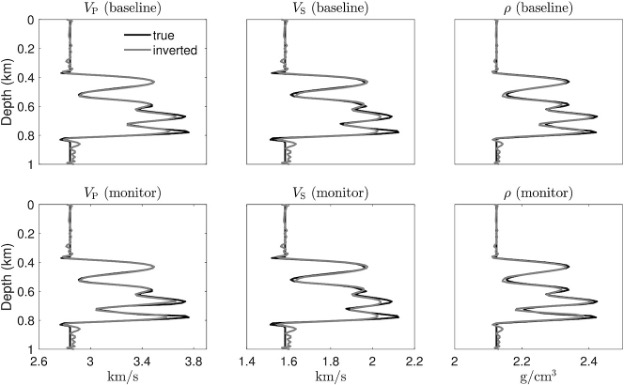 V_P (baseline)
V_S (baseline)
ρ (baseline)
true
inverted
Depth (km)
0
0.2
0.4
0.6
0.8
1
V_P (monitor)
V_S (monitor)
ρ (monitor)
Depth (km)
0
0.2
0.4
0.6
0.8
1
2.6 3 3.4 3.8
1.4 1.6 1.8 2 2.2
2 2.2 2.4
km/s
km/s
g/cm³